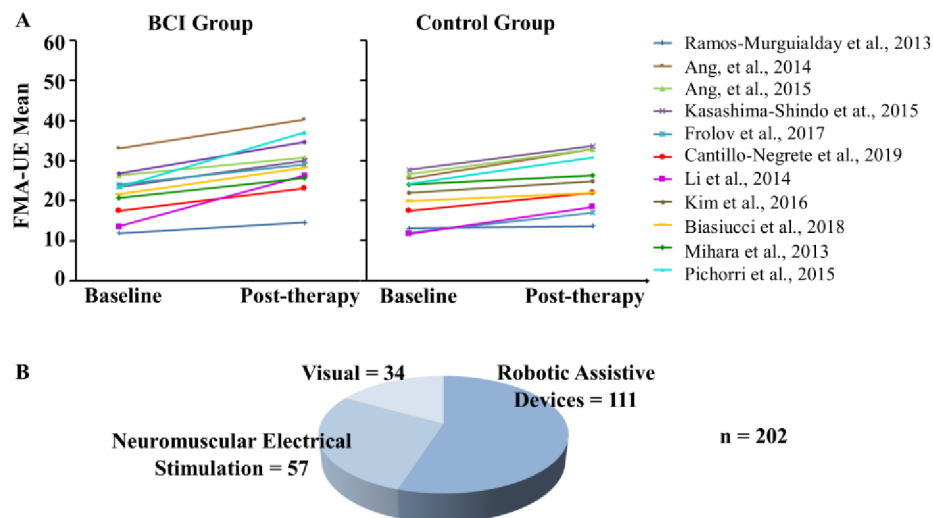 A
BCI Group
Control Group
FMA-UE Mean
60
50
40
30
20
10
0
Baseline
Post-therapy
Baseline
Post-therapy
Ramos-Murguialday et al., 2013
Ang, et al., 2014
Ang, et al., 2015
Kasashima-Shindo et at., 2015
Frolov et al., 2017
Cantillo-Negrete et al., 2019
Li et al., 2014
Kim et al., 2016
Biasiucci et al., 2018
Mihara et al., 2013
Pichorri et al., 2015
B
Visual = 34
Robotic Assistive
Devices = 111
Neuromuscular Electrical
Stimulation = 57
n = 202